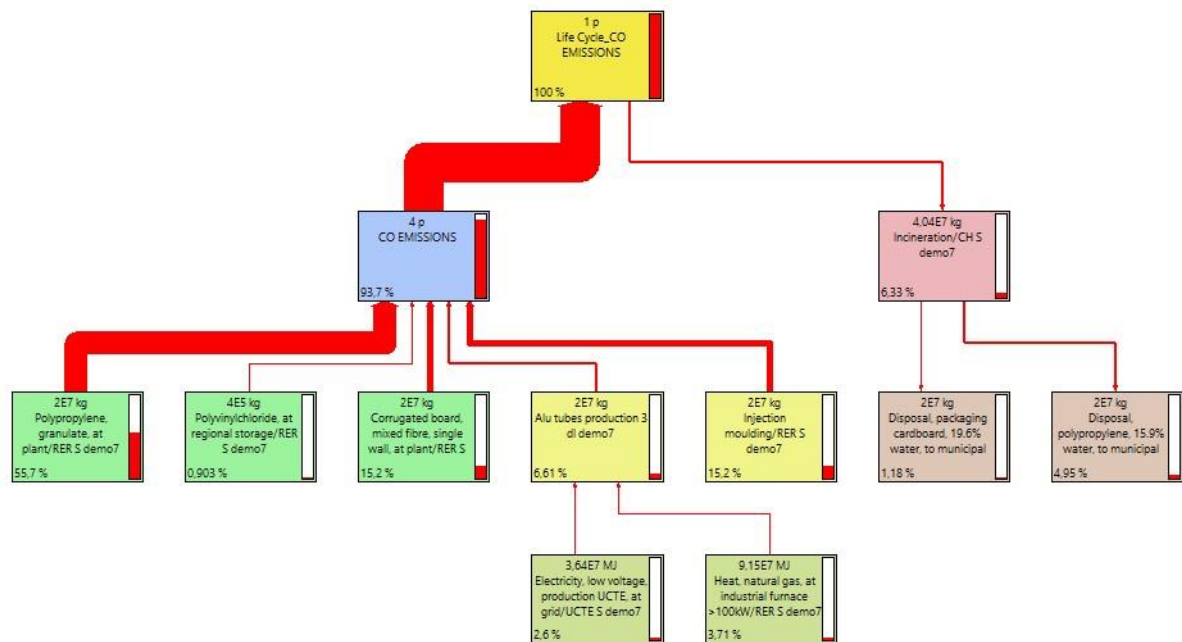 1 p
Life Cycle_CO
EMISSIONS
100 %
4 p
CO EMISSIONS
93,7 %
4,04E7 kg
Incineration/CH S
demo7
6,33 %
2E7 kg
Polypropylene,
granulate, at
plant/RER S demo7
55,7 %
4E5 kg
Polyvinylchloride, at
regional storage/RER
S demo7
0,903 %
2E7 kg
Corrugated board,
mixed fibre, single
wall, at plant/RER S
15,2 %
2E7 kg
Alu tubes production 3
dl demo7
6,61 %
2E7 kg
Injection
moulding/RER S
demo7
15,2 %
2E7 kg
Disposal, packaging
cardboard, 19.6%
water, to municipal
1,18 %
2E7 kg
Disposal,
polypropylene, 15.9%
water, to municipal
4,95 %
3,64E7 MJ
Electricity, low voltage,
production UCTE, at
grid/UCTE S demo7
2,6 %
9,15E7 MJ
Heat, natural gas, at
industrial furnace
>100kW/RER S demo7
3,71 %